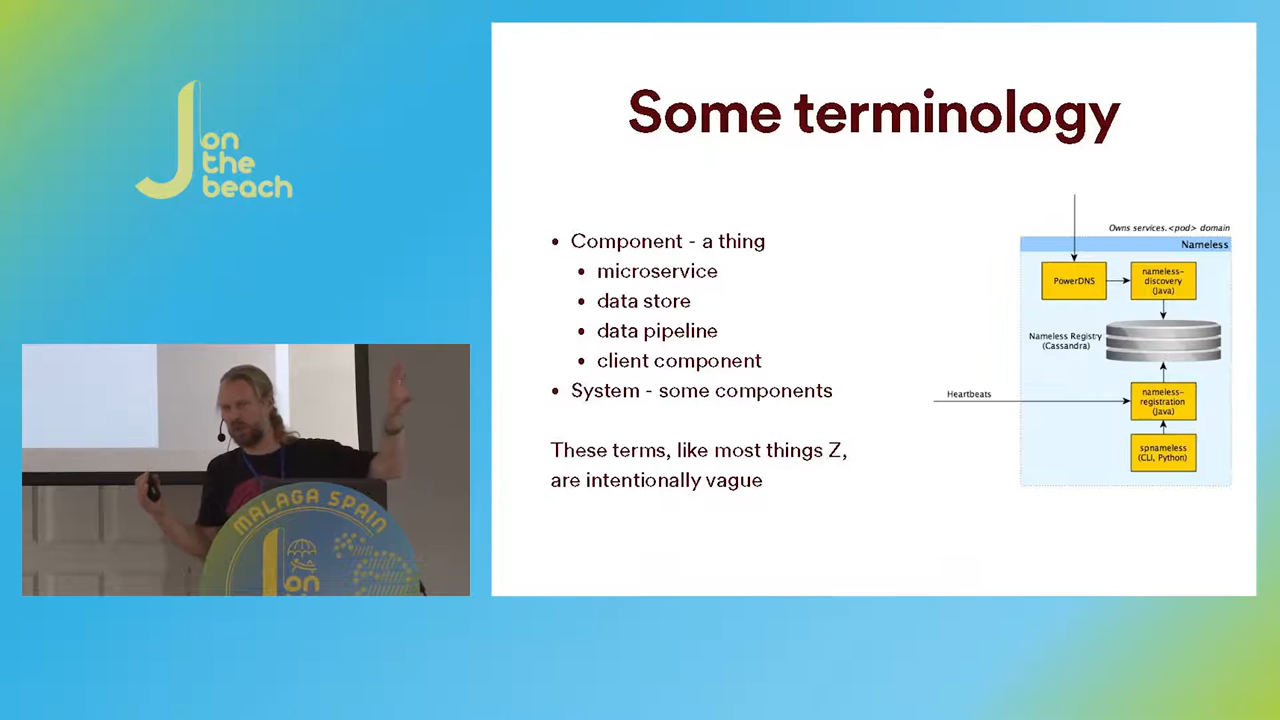 J on
the
beach
Some terminology
• Component - a thing
• microservice
• data store
• data pipeline
• client component
• System - some components
These terms, like most things Z,
are intentionally vague
Owns services.<pod> domain
Nameless
PowerDNS
nameless-
discovery
(Java)
Nameless Registry
(Cassandra)
Heartbeats
nameless-
registration
(Java)
spnameless
(CLI, Python)
MALAGA SPAIN
J on